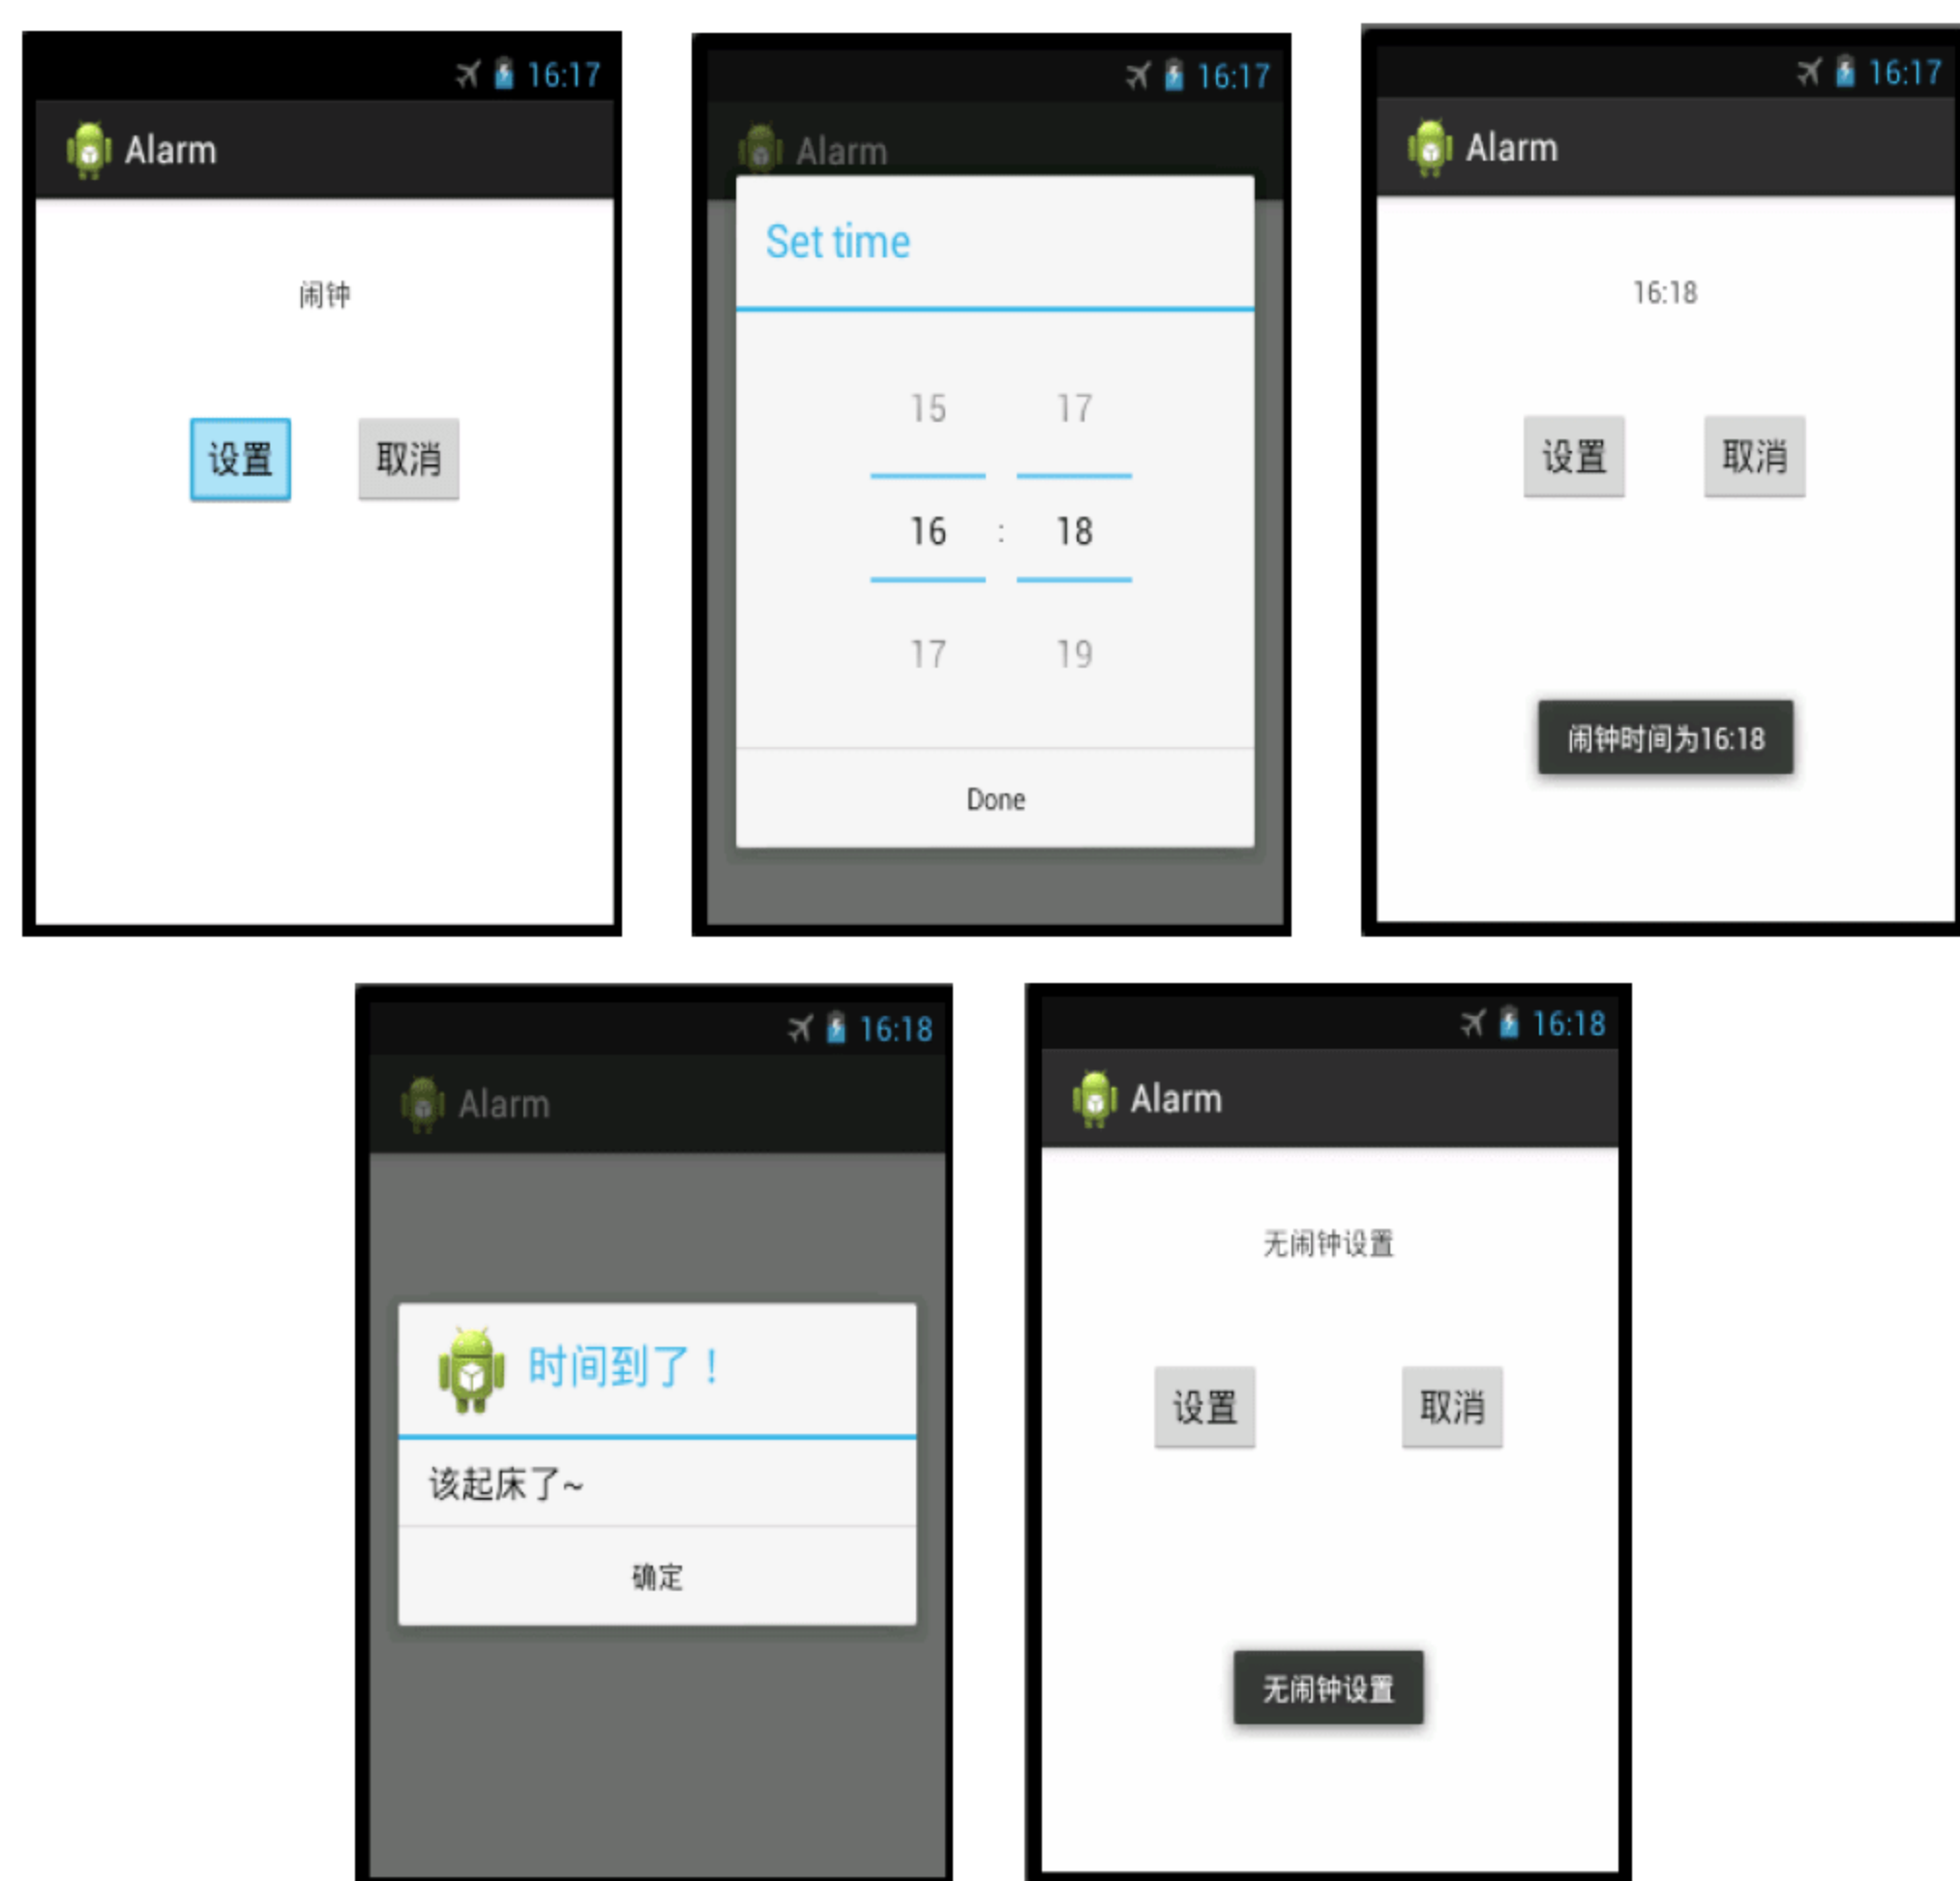 16:17
Alarm
闹钟
设置 取消
16:17
Alarm
Set time
15 17
16 : 18
17 19
Done
16:17
Alarm
16:18
设置 取消
闹钟时间为16:18
16:18
Alarm
时间到了！
该起床了~
确定
16:18
Alarm
无闹钟设置
设置 取消
无闹钟设置